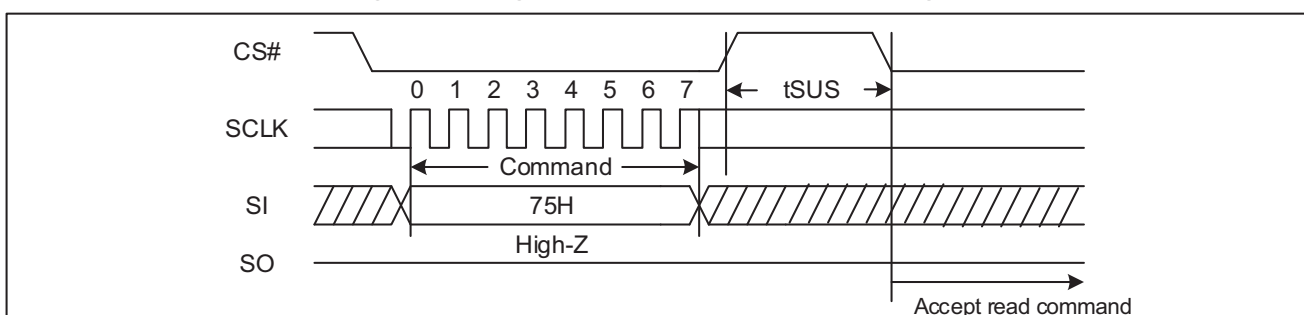 CS#
0 1 2 3 4 5 6 7
tSUS
SCLK
Command
SI
75H
High-Z
SO
Accept read command